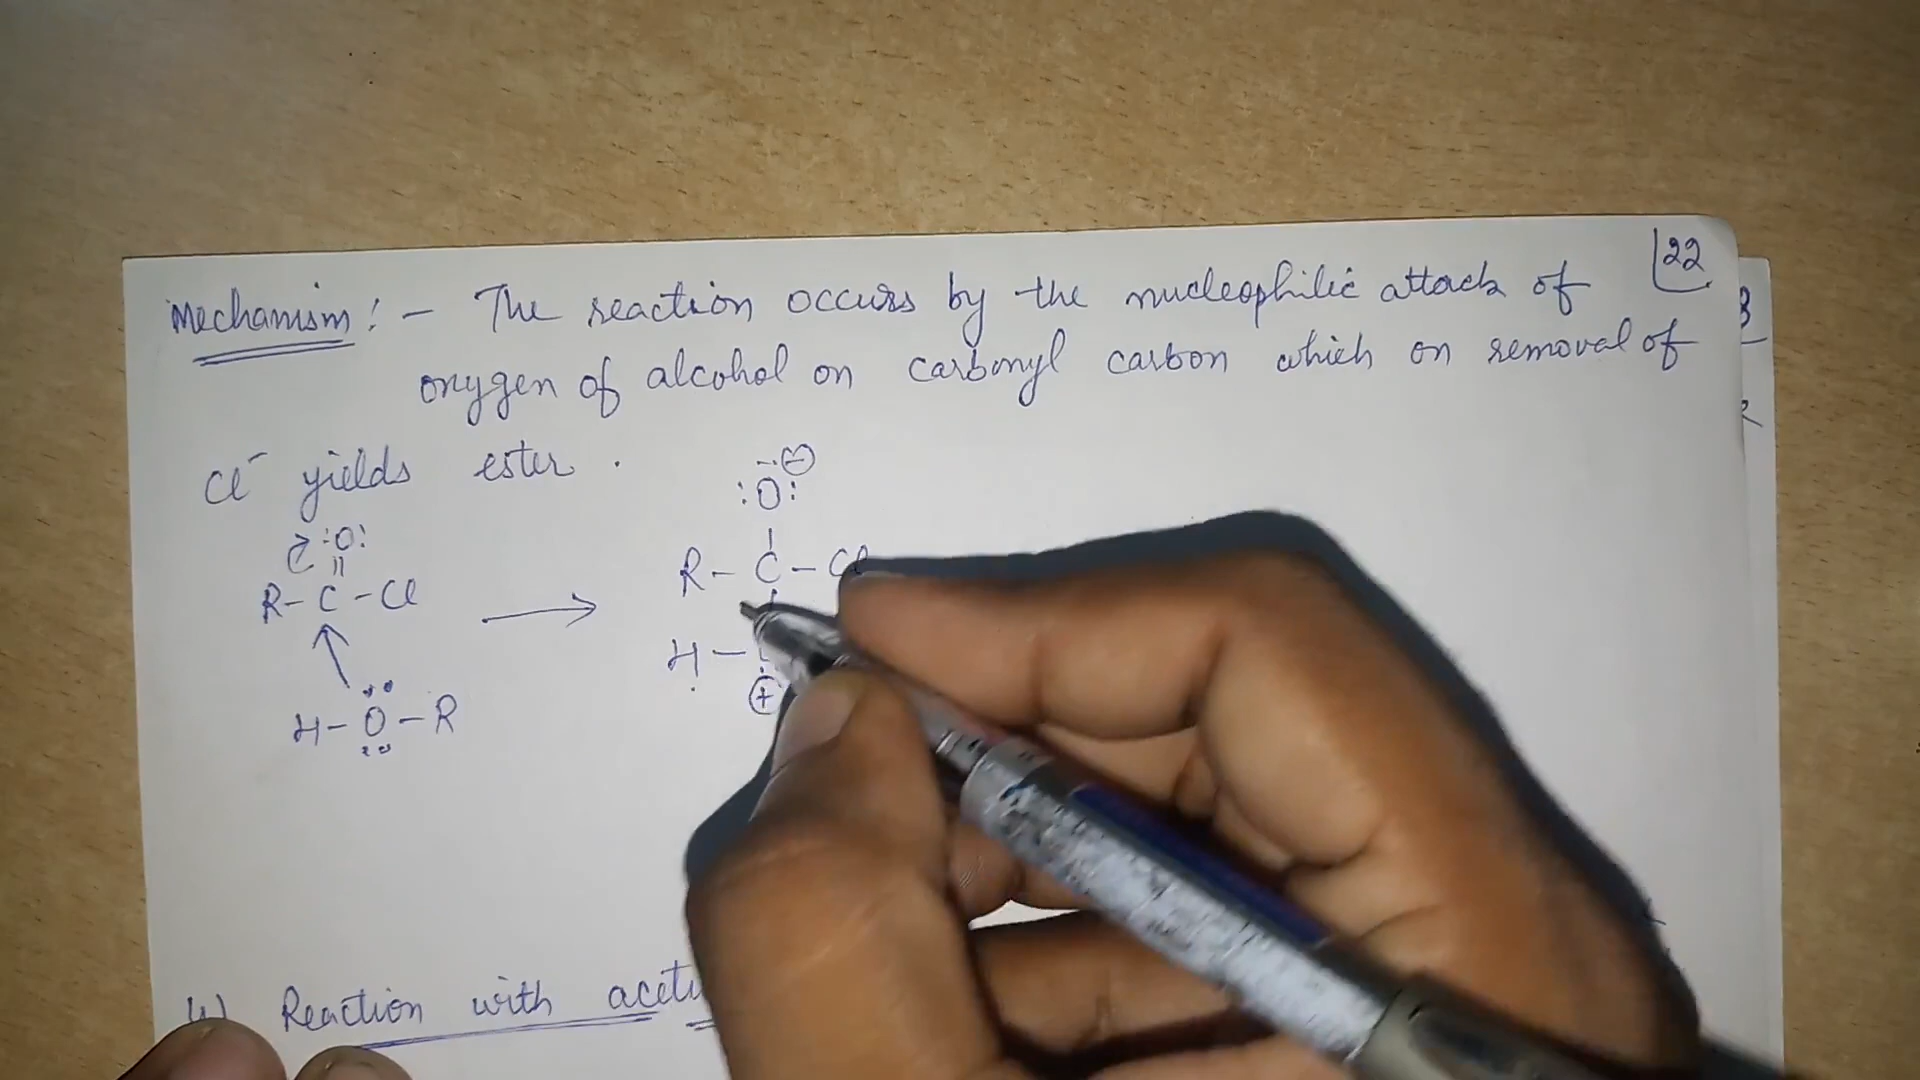 22
Mechanism:- The reaction occurs by the nucleophilic attack of
oxygen of alcohol on carbonyl carbon which on removal of
Cl⁻ yields ester.
⊖
:O:
:O:
||
R-C-Cl
→
R-C-Cl
H-
⊕
H-O-R
Reaction with